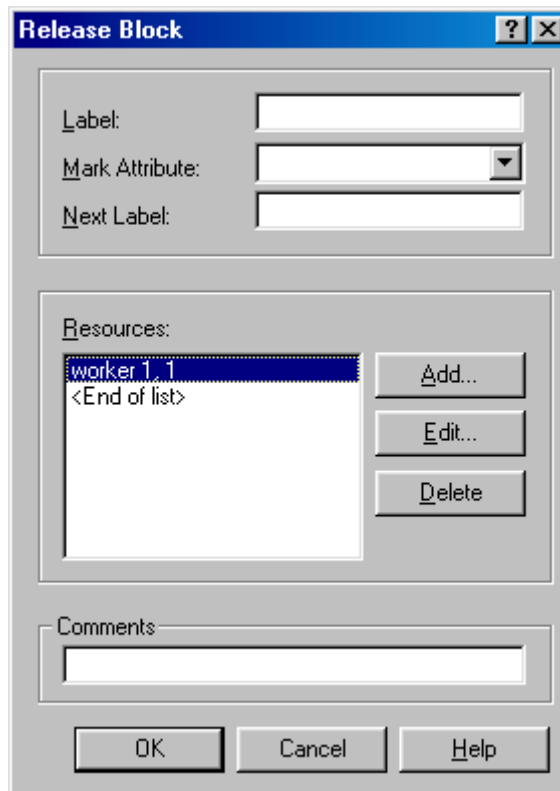 Release Block
Label:
Mark Attribute:
Next Label:
Resources:
worker 1, 1
<End of list>
Add...
Edit...
Delete
Comments
OK
Cancel
Help